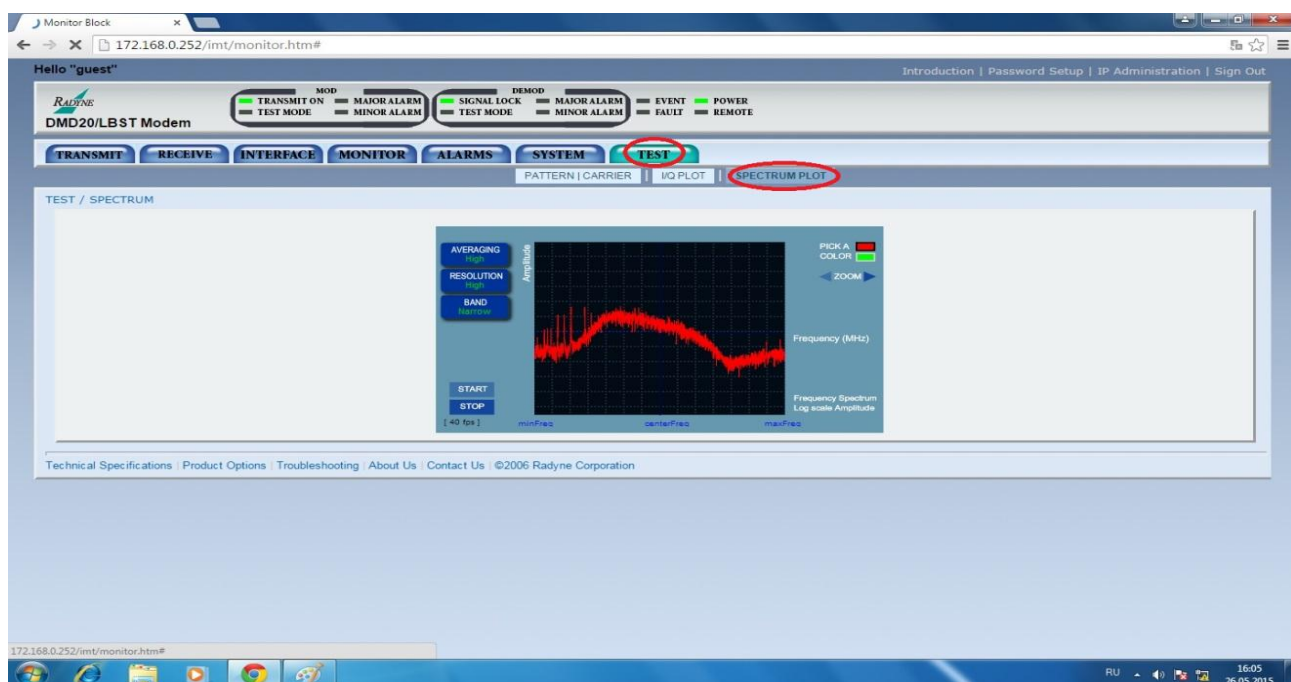 Monitor Block
172.168.0.252/imt/monitor.htm#
Hello "guest"
Introduction | Password Setup | IP Administration | Sign Out
RADYNE
DMD20/LBST Modem
MOD
TRANSMIT ON MAJOR ALARM
TEST MODE MINOR ALARM
DEMOD
SIGNAL LOCK MAJOR ALARM
TEST MODE MINOR ALARM
EVENT POWER
FAULT REMOTE
TRANSMIT RECEIVE INTERFACE MONITOR ALARMS SYSTEM TEST
PATTERN | CARRIER | I/Q PLOT | SPECTRUM PLOT
TEST / SPECTRUM
AVERAGING
High
RESOLUTION
High
BAND
Narrow
Amplitude
PICK A
COLOR
ZOOM
Frequency (MHz)
START
STOP
[ 40 fps ]
Frequency Spectrum
Log scale Amplitude
minFreq centerFreq maxFreq
Technical Specifications | Product Options | Troubleshooting | About Us | Contact Us | ©2006 Radyne Corporation
172.168.0.252/imt/monitor.htm#
RU
16:05
26.05.2015